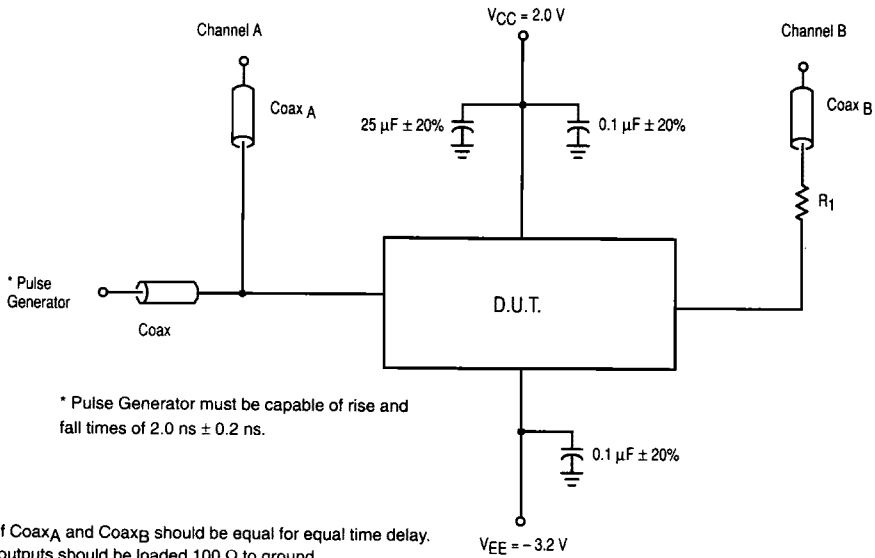 VCC = 2.0 V
Channel A
Channel B
Coax A
25 µF ± 20%
0.1 µF ± 20%
Coax B
R1
* Pulse
Generator
Coax
D.U.T.
* Pulse Generator must be capable of rise and
fall times of 2.0 ns ± 0.2 ns.
0.1 µF ± 20%
CoaxA and CoaxB should be equal for equal time delay.
outputs should be loaded 100 Ω to ground
VEE = – 3.2 V